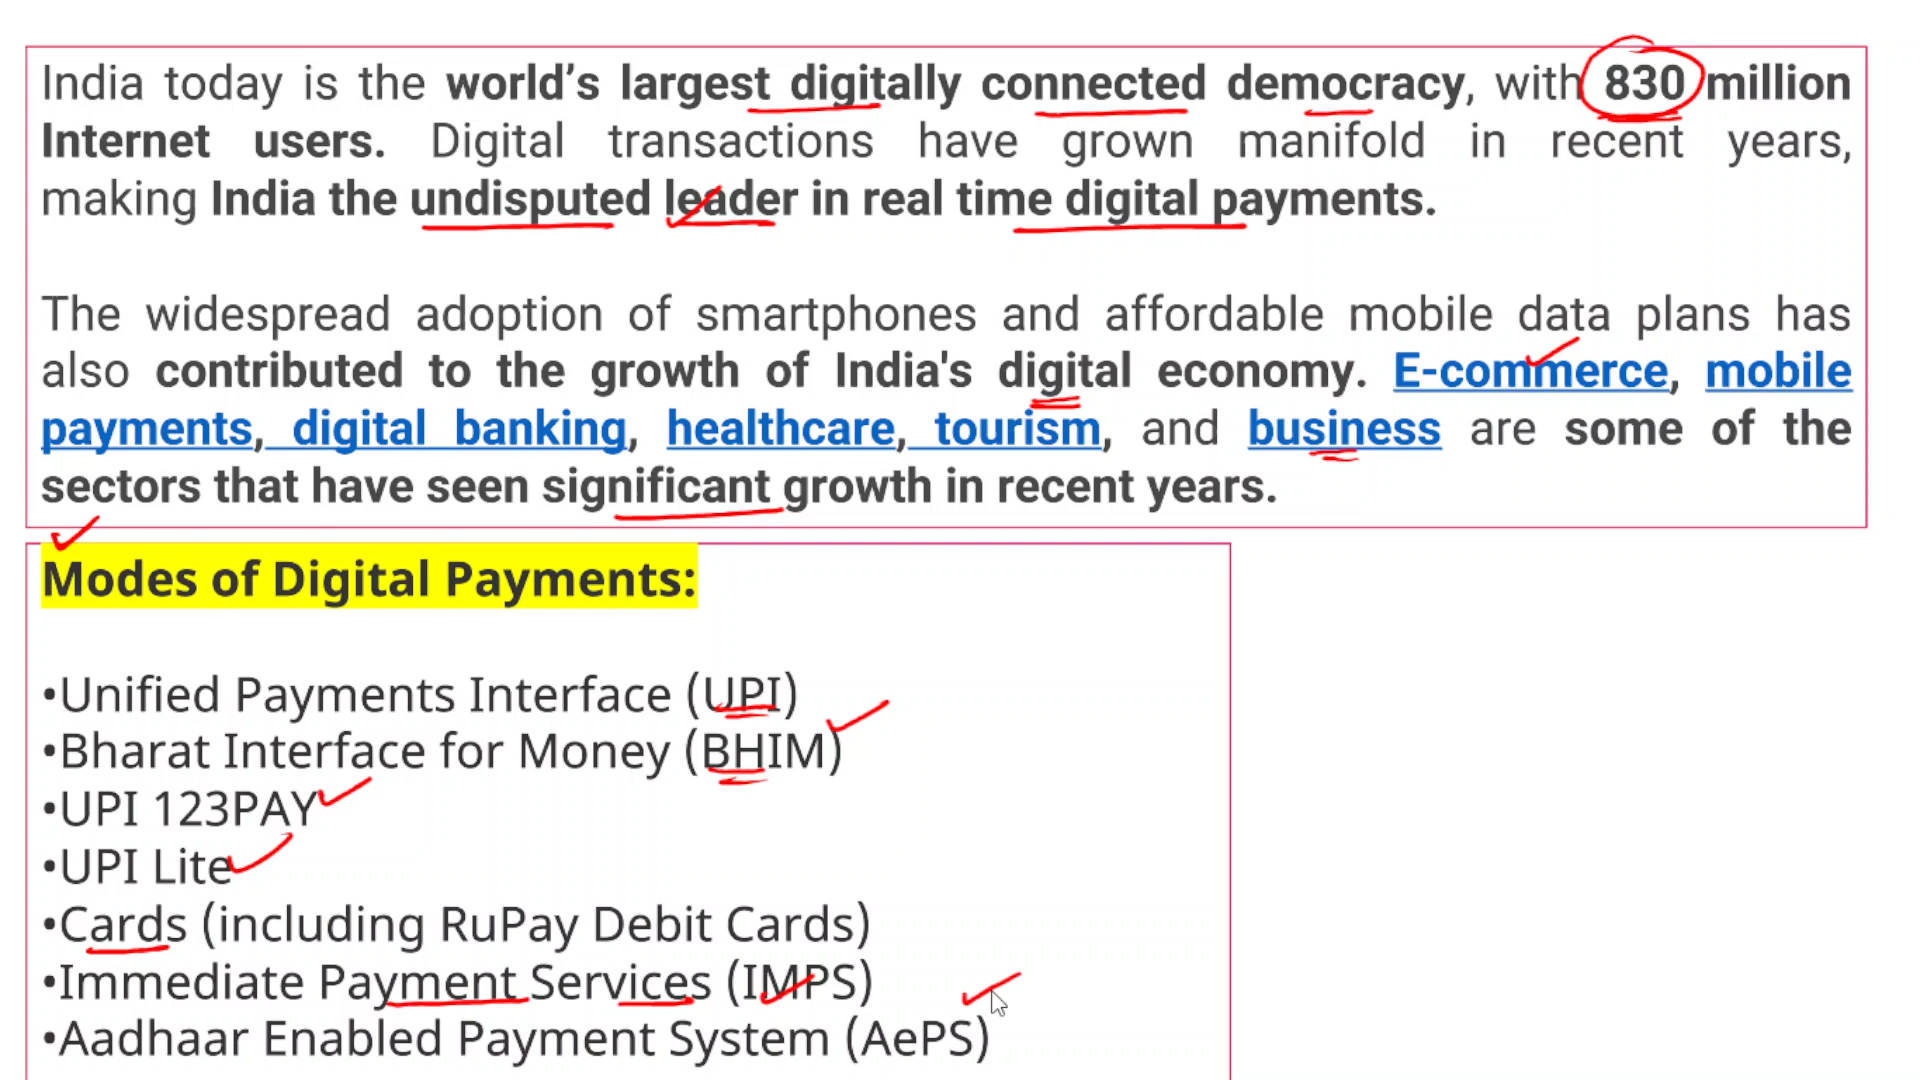 India today is the world's largest digitally connected democracy, with 830 million
Internet users. Digital transactions have grown manifold in recent years,
making India the undisputed leader in real time digital payments.
The widespread adoption of smartphones and affordable mobile data plans has
also contributed to the growth of India's digital economy. E-commerce, mobile
payments, digital banking, healthcare, tourism, and business are some of the
sectors that have seen significant growth in recent years.
Modes of Digital Payments:
•Unified Payments Interface (UPI)
•Bharat Interface for Money (BHIM)
•UPI 123PAY
•UPI Lite
•Cards (including RuPay Debit Cards)
•Immediate Payment Services (IMPS)
•Aadhaar Enabled Payment System (AePS)